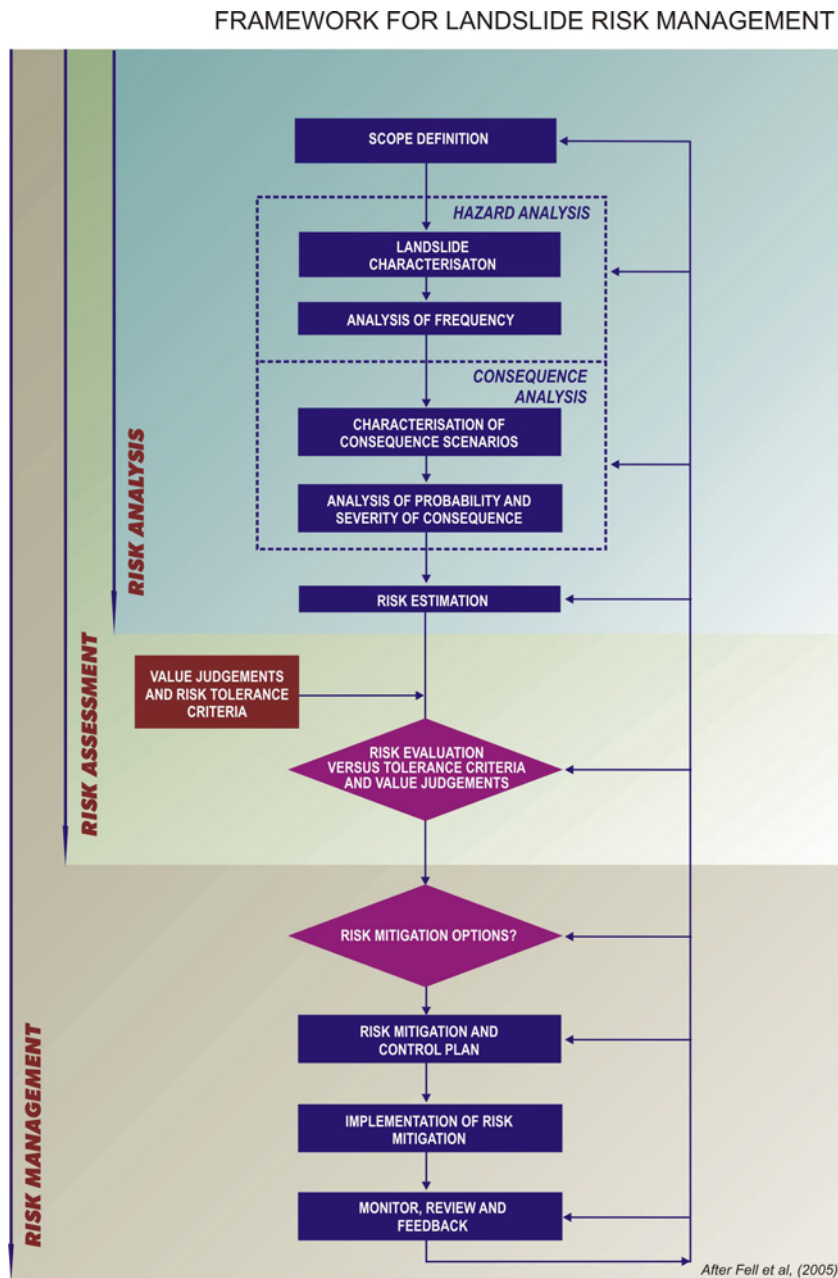 FRAMEWORK FOR LANDSLIDE RISK MANAGEMENT
SCOPE DEFINITION
HAZARD ANALYSIS
LANDSLIDE
CHARACTERISATON
ANALYSIS OF FREQUENCY
CONSEQUENCE
ANALYSIS
CHARACTERISATION OF
CONSEQUENCE SCENARIOS
ANALYSIS OF PROBABILITY AND
SEVERITY OF CONSEQUENCE
RISK ANALYSIS
RISK ESTIMATION
VALUE JUDGEMENTS
AND RISK TOLERANCE
CRITERIA
RISK ASSESSMENT
RISK EVALUATION
VERSUS TOLERANCE CRITERIA
AND VALUE JUDGEMENTS
RISK MITIGATION OPTIONS?
RISK MITIGATION AND
CONTROL PLAN
RISK MANAGEMENT
IMPLEMENTATION OF RISK
MITIGATION
MONITOR, REVIEW AND
FEEDBACK
After Fell et al, (2005)